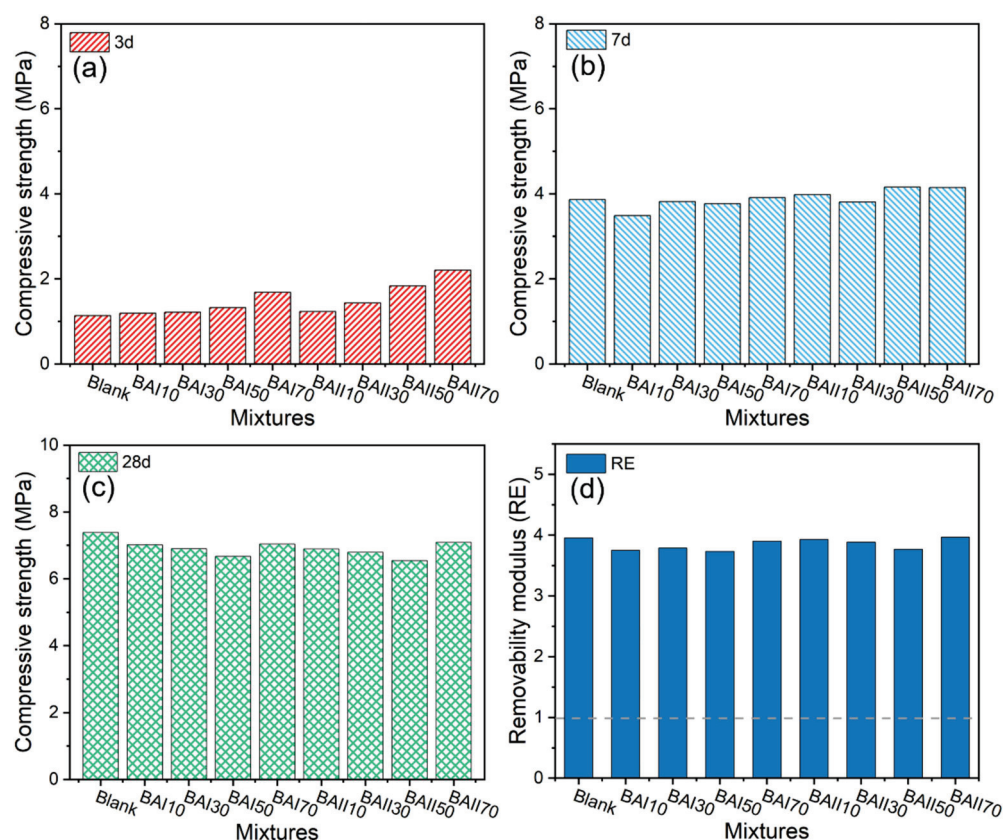 3d
(a)
Compressive strength (MPa)
8
6
4
2
0
Blank
BAI10
BAI30
BAI50
BAI70
BAII10
BAII30
BAII50
BAII70
Mixtures
7d
(b)
Compressive strength (MPa)
8
6
4
2
0
Blank
BAI10
BAI30
BAI50
BAI70
BAII10
BAII30
BAII50
BAII70
Mixtures
28d
(c)
Compressive strength (MPa)
10
8
6
4
2
0
Blank
BAI10
BAI30
BAI50
BAI70
BAII10
BAII30
BAII50
BAII70
Mixtures
RE
(d)
Removability modulus (RE)
5
4
3
2
1
0
Blank
BAI10
BAI30
BAI50
BAI70
BAII10
BAII30
BAII50
BAII70
Mixtures